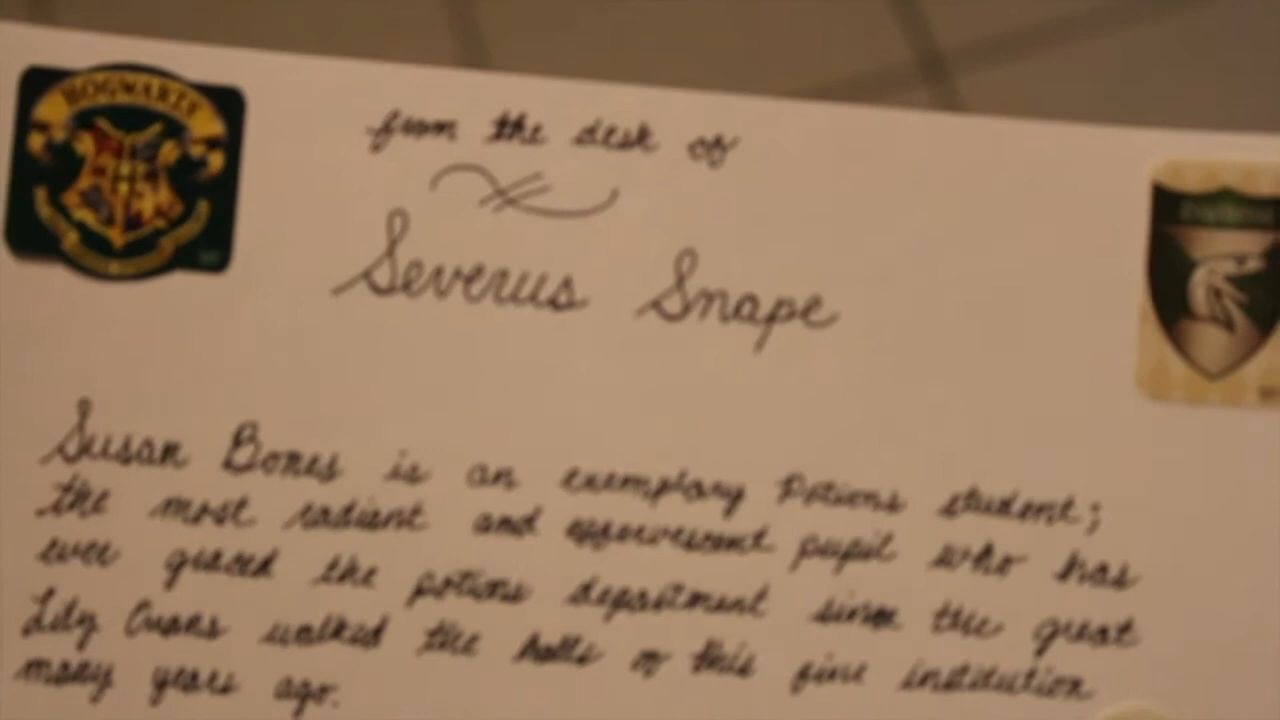 HOGWARTS
from the desk of
Severus Snape
Susan Bones is an exemplary Potions student;
the most radiant and effervescent pupil who has
ever graced the potions department since the great
Lily Evans walked the halls of this fine institution
many years ago.